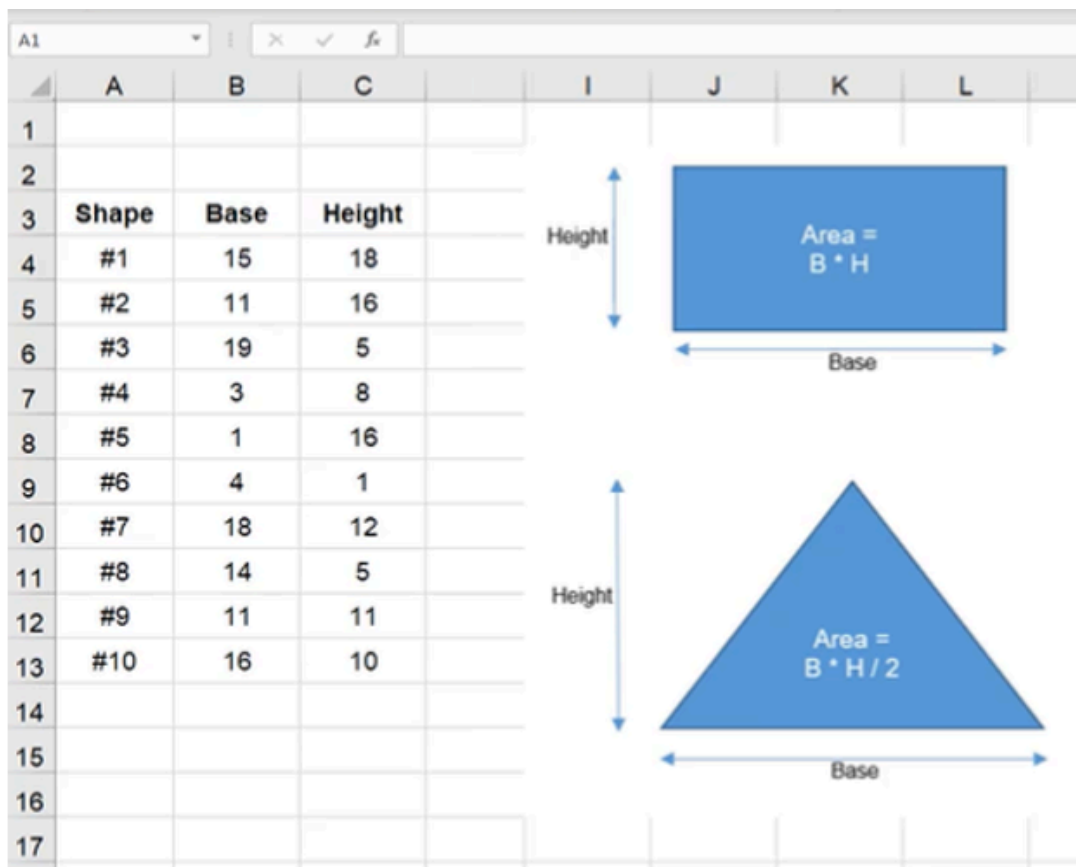 A1 fx
A B C I J K L
1
2
3 Shape Base Height
4 #1 15 18
5 #2 11 16
6 #3 19 5
7 #4 3 8
8 #5 1 16
9 #6 4 1
10 #7 18 12
11 #8 14 5
12 #9 11 11
13 #10 16 10
14
15
16
17
Height
Area =
B * H
Base
Height
Area =
B * H / 2
Base